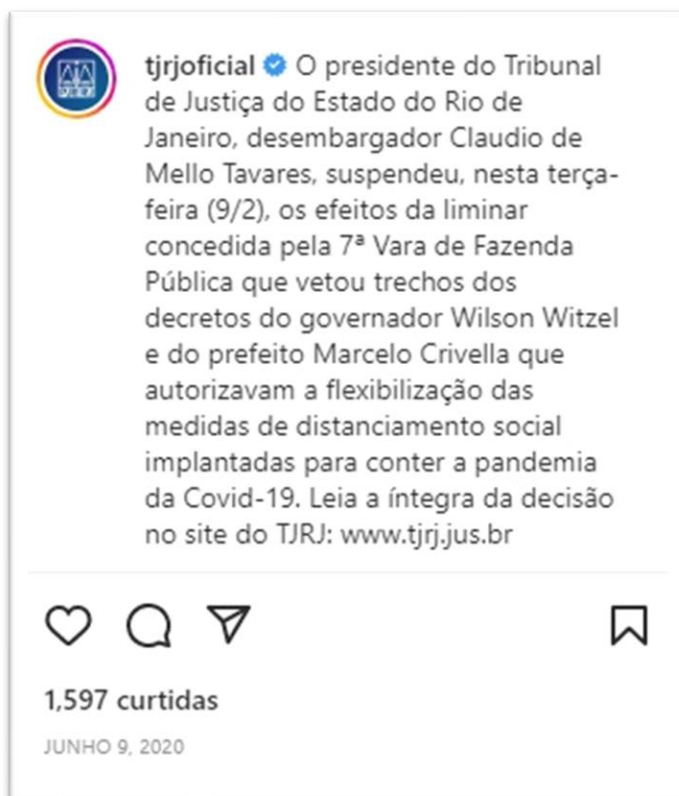 tjrjoficial O presidente do Tribunal
de Justiça do Estado do Rio de
Janeiro, desembargador Claudio de
Mello Tavares, suspendeu, nesta terça-
feira (9/2), os efeitos da liminar
concedida pela 7ª Vara de Fazenda
Pública que vetou trechos dos
decretos do governador Wilson Witzel
e do prefeito Marcelo Crivella que
autorizavam a flexibilização das
medidas de distanciamento social
implantadas para conter a pandemia
da Covid-19. Leia a íntegra da decisão
no site do TJRJ: www.tjrj.jus.br
1,597 curtidas
JUNHO 9, 2020